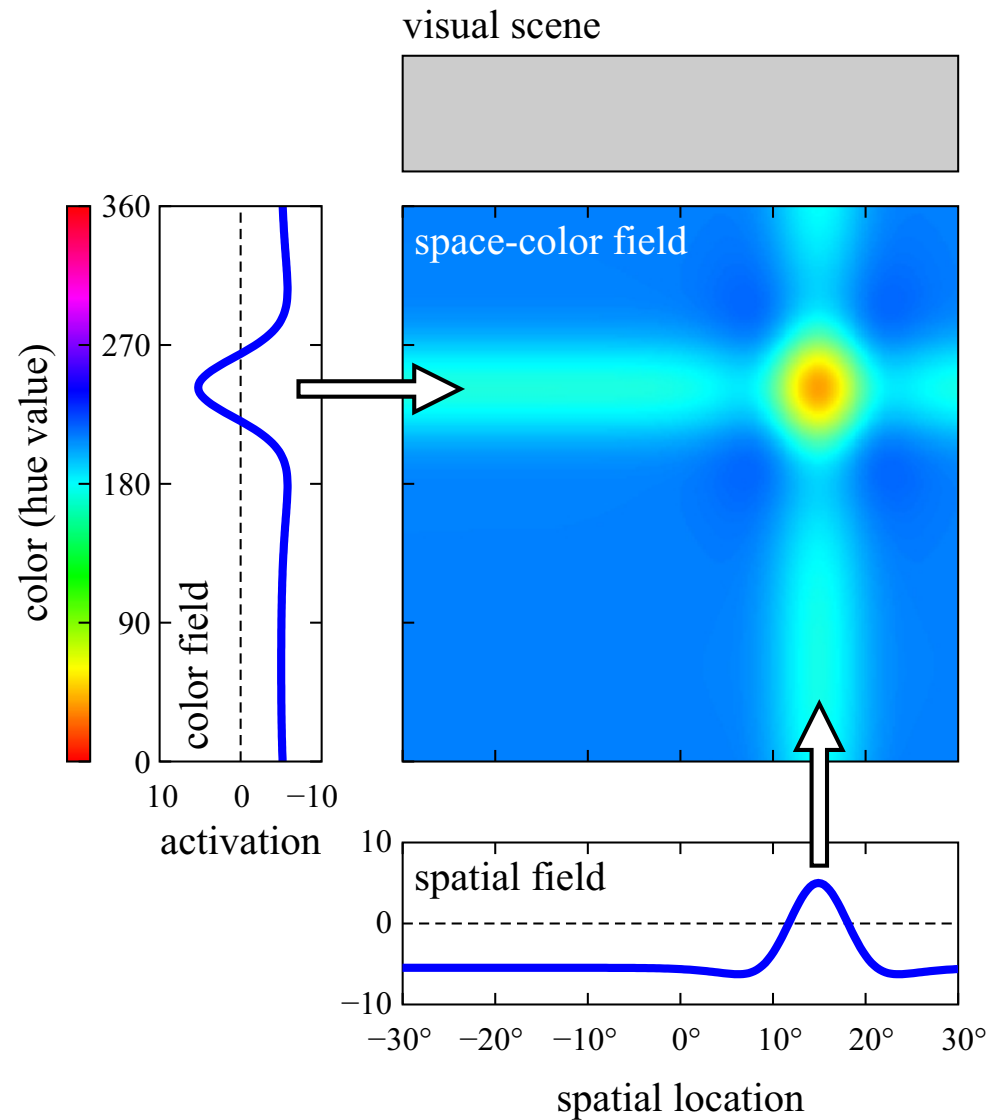 visual scene
space-color field
color (hue value)
360
270
180
90
0
color field
10 0 −10
activation
spatial field
10
0
−10
−30° −20° −10° 0° 10° 20° 30°
spatial location